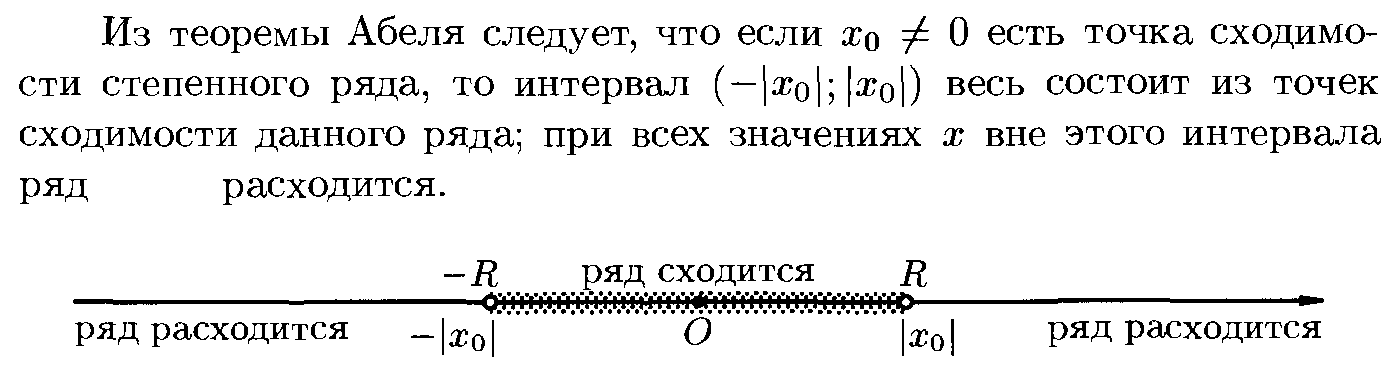 Из теоремы Абеля следует, что если x₀ ≠ 0 есть точка сходимо-
сти степенного ряда, то интервал (−|x₀|; |x₀|) весь состоит из точек
сходимости данного ряда; при всех значениях x вне этого интервала
ряд расходится.
−R ряд сходится R
ряд расходится −|x₀| O |x₀| ряд расходится